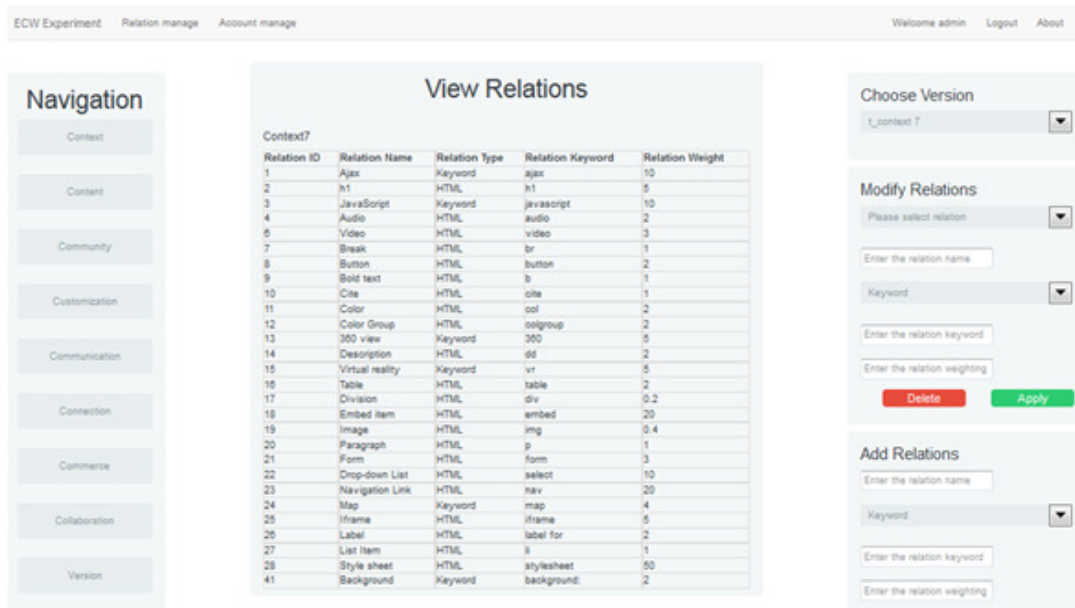 ECW Experiment Relation manage Account manage Welcome admin Logout About
Navigation
Context
Content
Community
Customization
Communication
Connection
Commerce
Collaboration
Version
View Relations
Context7
Relation ID Relation Name Relation Type Relation Keyword Relation Weight
1 Ajax Keyword ajax 10
2 h1 HTML h1 5
3 JavaScript Keyword javascript 10
4 Audio HTML audio 2
6 Video HTML video 3
7 Break HTML br 1
8 Button HTML button 2
9 Bold text HTML b 1
10 Cite HTML cite 1
11 Color HTML col 2
12 Color Group HTML colgroup 2
13 360 view Keyword 360 5
14 Description HTML dd 2
15 Virtual reality Keyword vr 5
16 Table HTML table 2
17 Division HTML div 0.2
18 Embed item HTML embed 20
19 Image HTML img 0.4
20 Paragraph HTML p 1
21 Form HTML form 3
22 Drop-down List HTML select 10
23 Navigation Link HTML nav 20
24 Map Keyword map 4
25 Iframe HTML iframe 5
26 Label HTML label for 2
27 List Item HTML li 1
28 Style sheet HTML stylesheet 50
41 Background Keyword background: 2
Choose Version
t_context 7
Modify Relations
Please select relation
Enter the relation name
Keyword
Enter the relation keyword
Enter the relation weighting
Delete Apply
Add Relations
Enter the relation name
Keyword
Enter the relation keyword
Enter the relation weighting